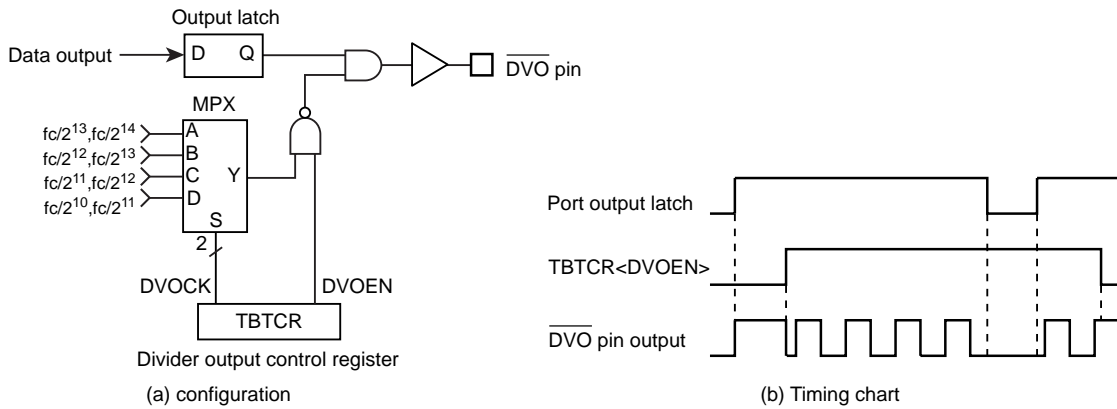 Output latch
Data output
D Q
DVO pin
MPX
fc/2^13,fc/2^14
A
fc/2^12,fc/2^13
B
fc/2^11,fc/2^12
C
Y
fc/2^10,fc/2^11
D
S
2
DVOCK
DVOEN
TBTCR
Divider output control register
(a) configuration
Port output latch
TBTCR<DVOEN>
DVO pin output
(b) Timing chart